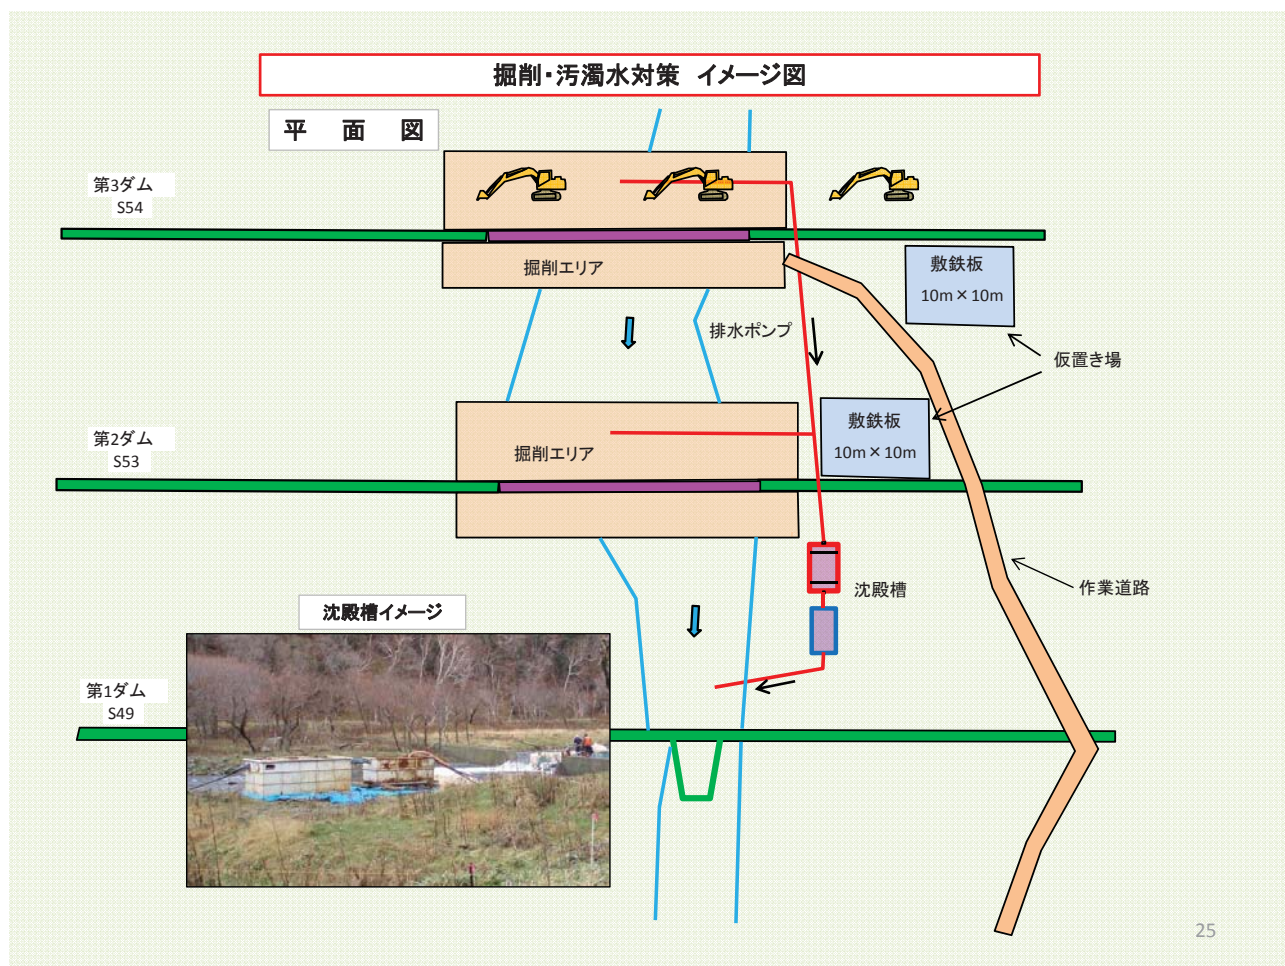 掘削・汚濁水対策 イメージ図
平 面 図
第3ダム
S54
掘削エリア
敷鉄板
10m×10m
排水ポンプ
仮置き場
第2ダム
S53
掘削エリア
敷鉄板
10m×10m
沈殿槽
作業道路
沈殿槽イメージ
第1ダム
S49
25